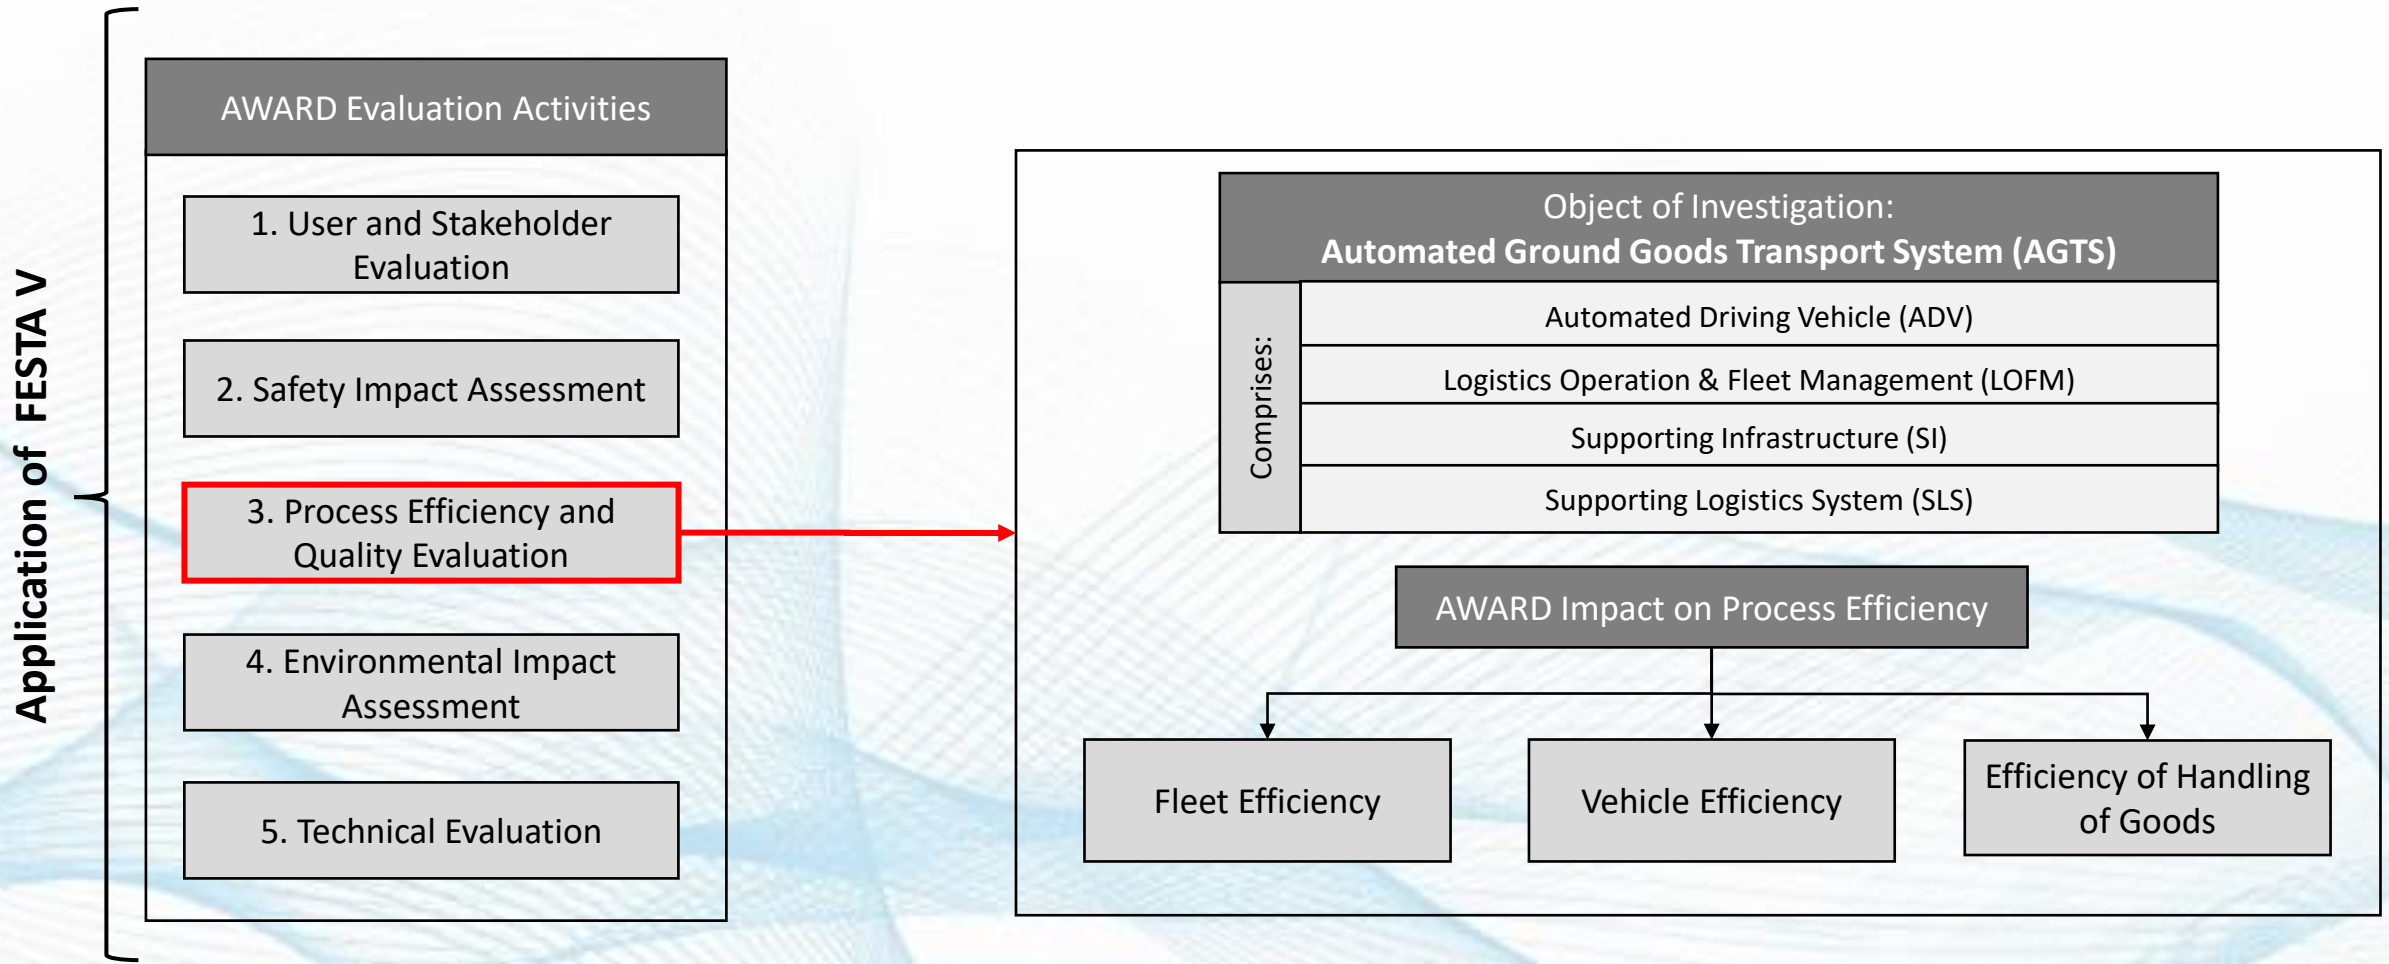 Application of FESTA V
AWARD Evaluation Activities
1. User and Stakeholder
Evaluation
2. Safety Impact Assessment
3. Process Efficiency and
Quality Evaluation
4. Environmental Impact
Assessment
5. Technical Evaluation
Object of Investigation:
Automated Ground Goods Transport System (AGTS)
Comprises:
Automated Driving Vehicle (ADV)
Logistics Operation & Fleet Management (LOFM)
Supporting Infrastructure (SI)
Supporting Logistics System (SLS)
AWARD Impact on Process Efficiency
Fleet Efficiency
Vehicle Efficiency
Efficiency of Handling
of Goods